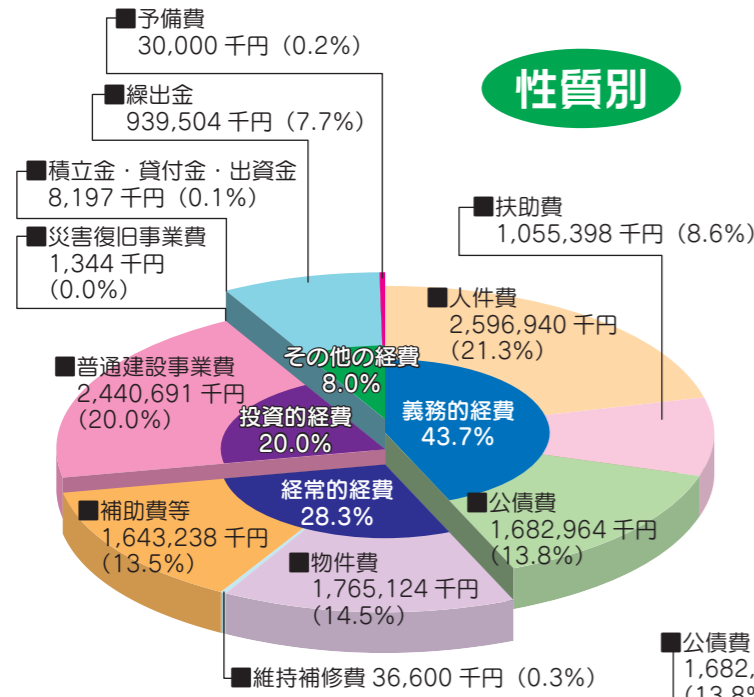 ■予備費
30,000 千円（0.2%）
性質別
■繰出金
939,504 千円（7.7%）
■積立金・貸付金・出資金
8,197 千円（0.1%）
■災害復旧事業費
1,344 千円
（0.0%）
■扶助費
1,055,398 千円（8.6%）
■人件費
2,596,940 千円
（21.3%）
その他の経費
8.0%
■普通建設事業費
2,440,691 千円
（20.0%）
投資的経費
20.0%
義務的経費
43.7%
経常的経費
28.3%
■公債費
1,682,964 千円
（13.8%）
■補助費等
1,643,238 千円
（13.5%）
■物件費
1,765,124 千円
（14.5%）
■維持補修費 36,600 千円（0.3%）
■公債費
1,682,
（13.8%